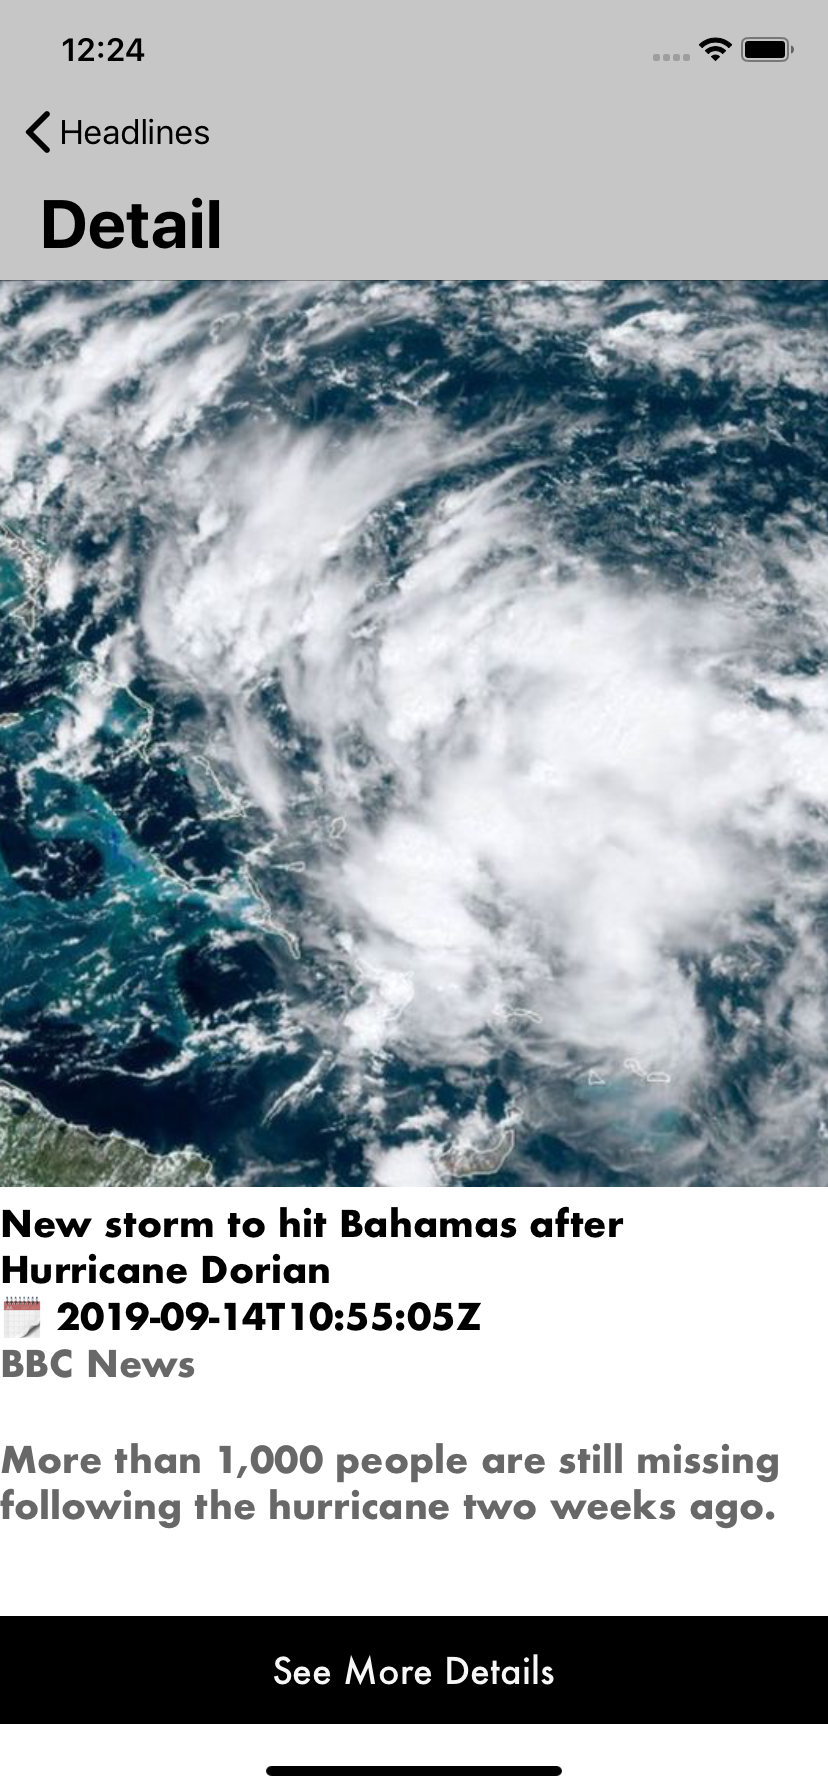 12:24
Headlines
Detail
New storm to hit Bahamas after
Hurricane Dorian
2019-09-14T10:55:05Z
BBC News
More than 1,000 people are still missing
following the hurricane two weeks ago.
See More Details